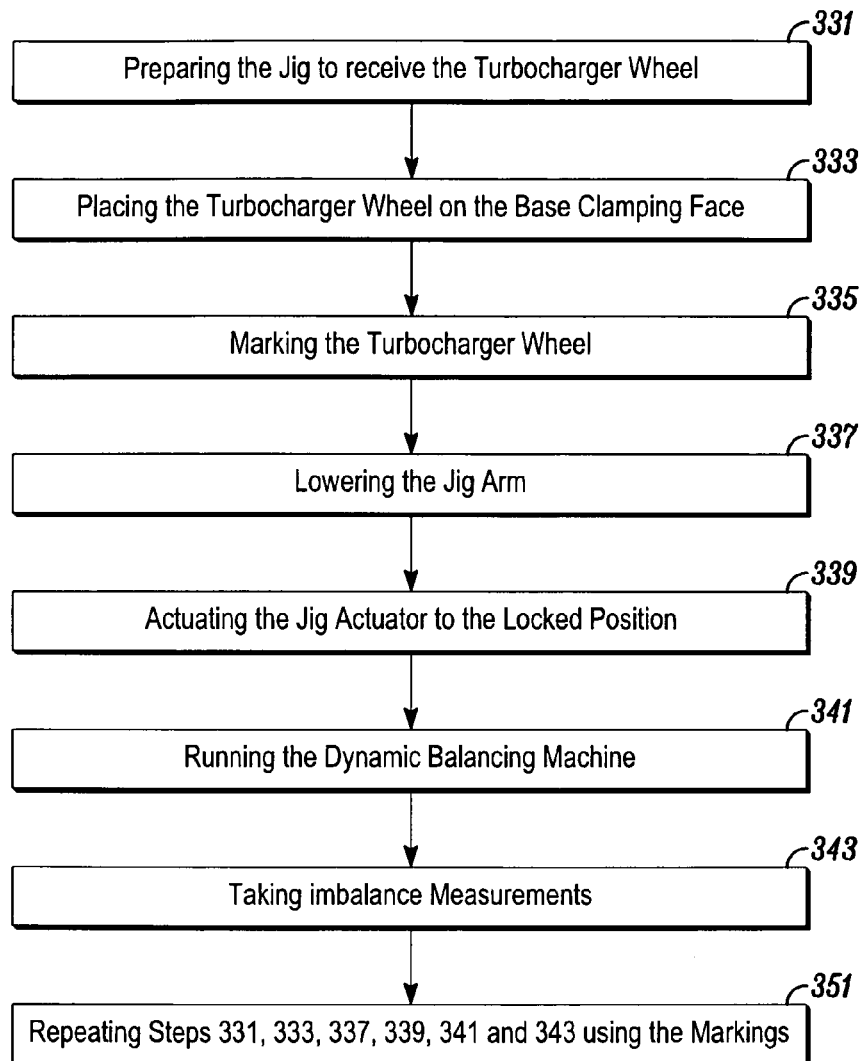 331
Preparing the Jig to receive the Turbocharger Wheel
333
Placing the Turbocharger Wheel on the Base Clamping Face
335
Marking the Turbocharger Wheel
337
Lowering the Jig Arm
339
Actuating the Jig Actuator to the Locked Position
341
Running the Dynamic Balancing Machine
343
Taking imbalance Measurements
351
Repeating Steps 331, 333, 337, 339, 341 and 343 using the Markings